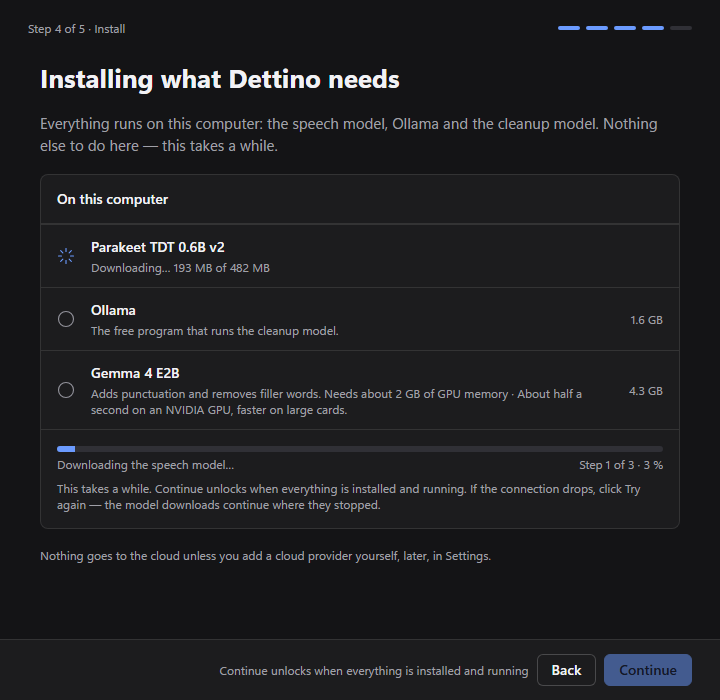 Step 4 of 5 · Install
Installing what Dettino needs
Everything runs on this computer: the speech model, Ollama and the cleanup model. Nothing
else to do here — this takes a while.
On this computer
Parakeet TDT 0.6B v2
Downloading... 193 MB of 482 MB
Ollama
The free program that runs the cleanup model.
1.6 GB
Gemma 4 E2B
Adds punctuation and removes filler words. Needs about 2 GB of GPU memory · About half a
second on an NVIDIA GPU, faster on large cards.
4.3 GB
Downloading the speech model...
Step 1 of 3 · 3 %
This takes a while. Continue unlocks when everything is installed and running. If the connection drops, click Try
again — the model downloads continue where they stopped.
Nothing goes to the cloud unless you add a cloud provider yourself, later, in Settings.
Continue unlocks when everything is installed and running
Back
Continue